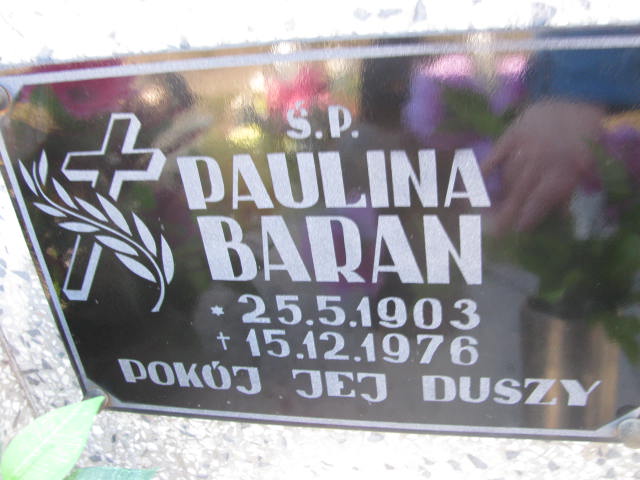 Ś.P.
PAULINA
BARAN
* 25.5.1903
† 15.12.1976
POKÓJ JEJ DUSZY